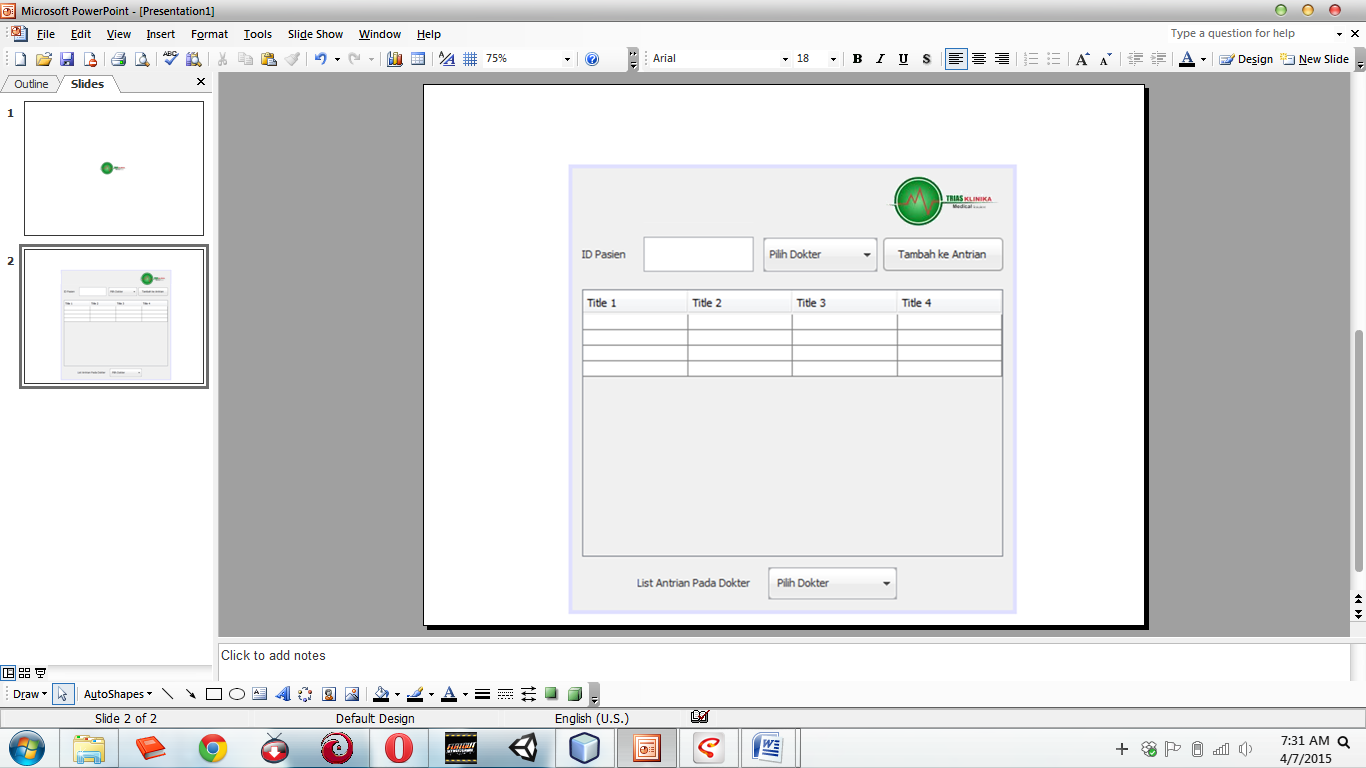 Microsoft PowerPoint - [Presentation1]
File Edit View Insert Format Tools Slide Show Window Help Type a question for help
75% Arial 18 B I U S A A A Design New Slide
Outline Slides
1
2
TRIAS KLINIKA
Medical
ID Pasien Pilih Dokter Tambah ke Antrian
Title 1 Title 2 Title 3 Title 4
List Antrian Pada Dokter Pilih Dokter
Click to add notes
Draw AutoShapes
Slide 2 of 2 Default Design English (U.S.)
7:31 AM
4/7/2015